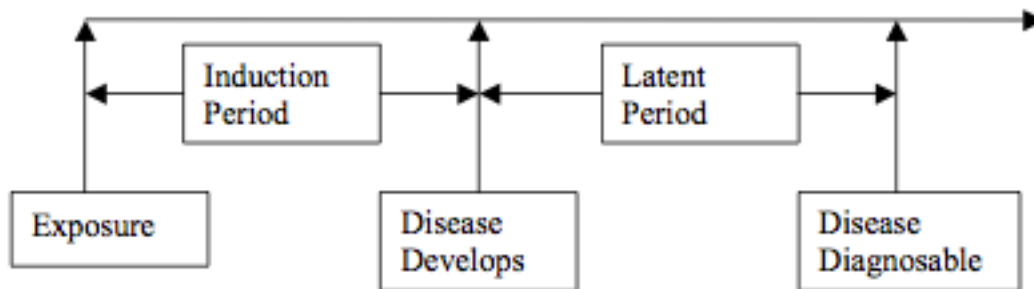 Induction
Period
Latent
Period
Exposure
Disease
Develops
Disease
Diagnosable